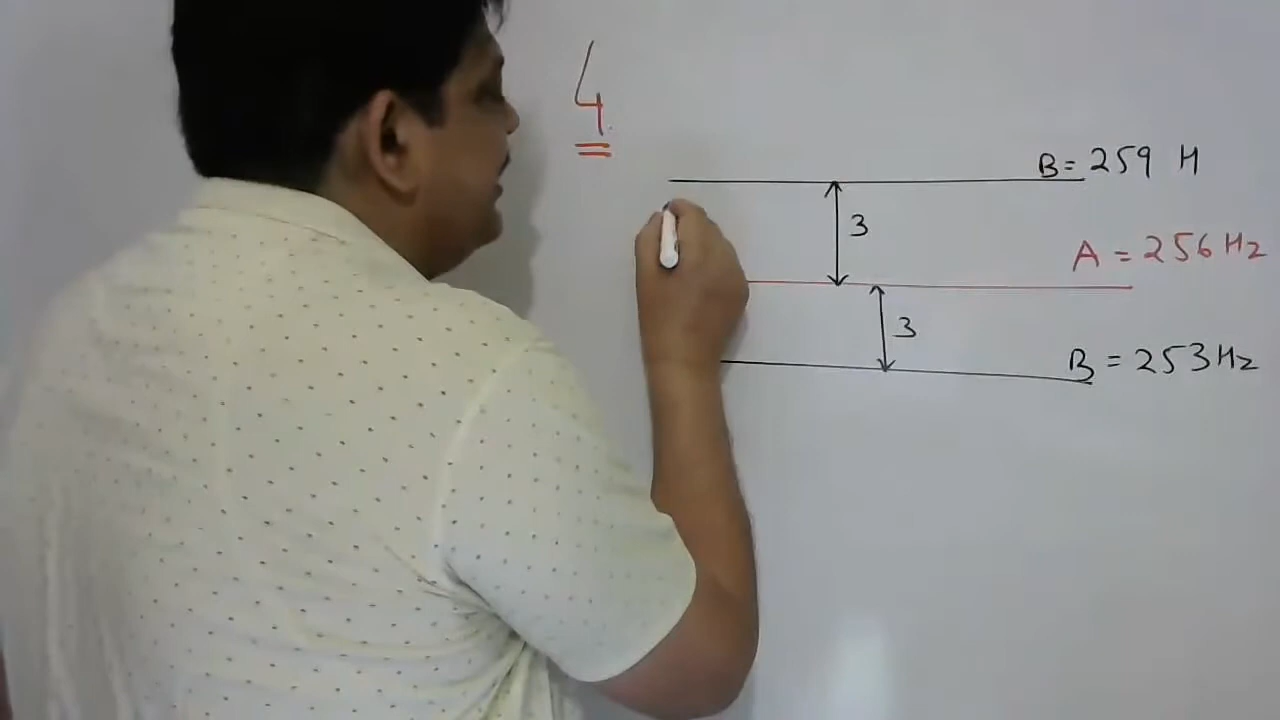 4
B = 259 H
3
A = 256 Hz
3
B = 253 Hz